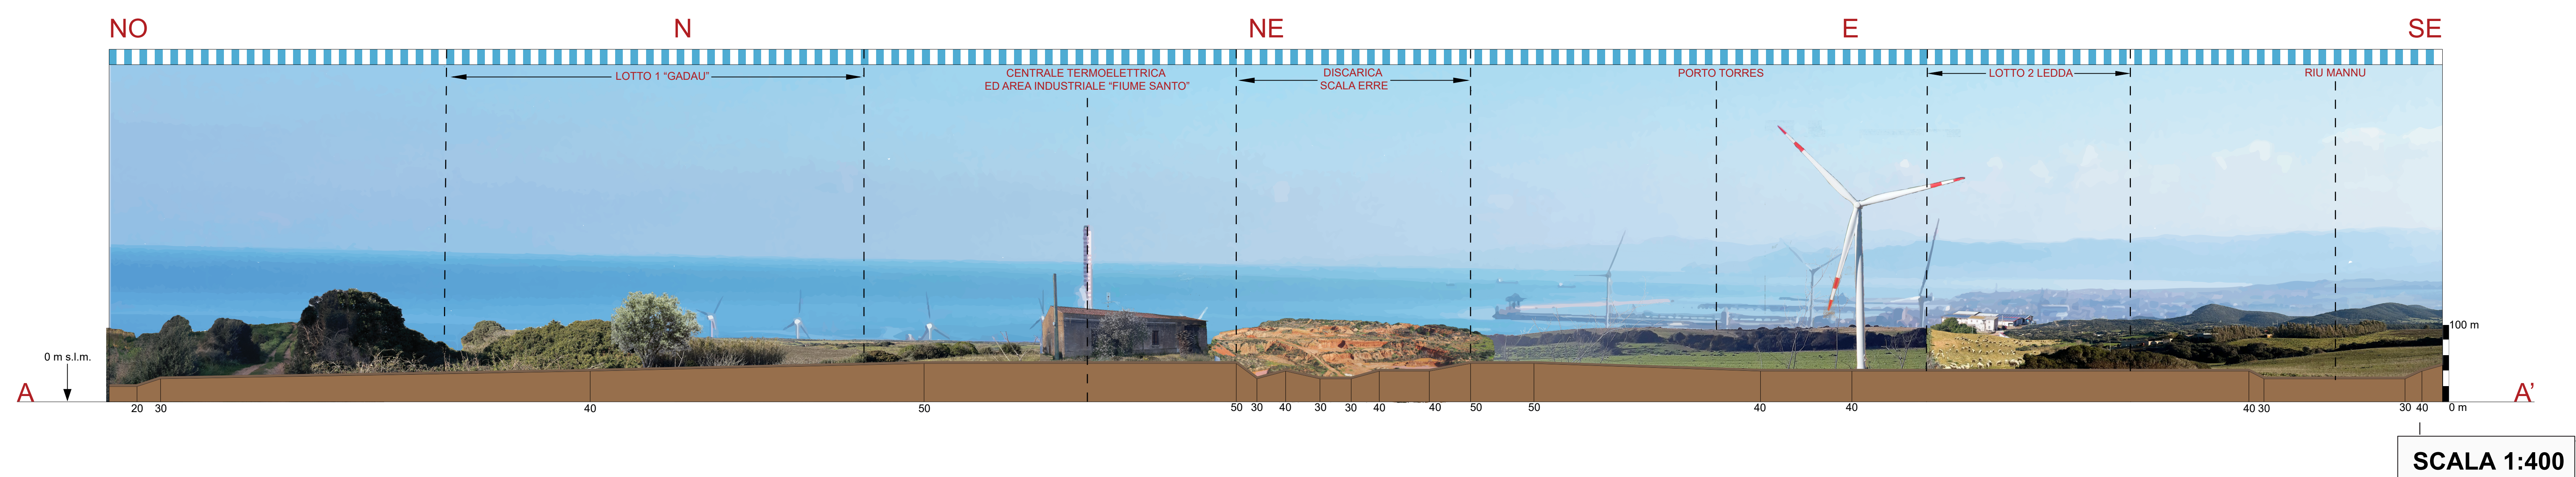 NO N NE E SE
LOTTO 1 “GADAU”
CENTRALE TERMOELETTRICA
ED AREA INDUSTRIALE “FIUME SANTO”
DISCARICA
SCALA ERRE
PORTO TORRES
LOTTO 2 LEDDA
RIU MANNU
100 m
0 m s.l.m.
A A’
20 30 40 50 50 30 40 30 30 40 40 50 50 40 40 40 30 30 40 0 m
SCALA 1:400